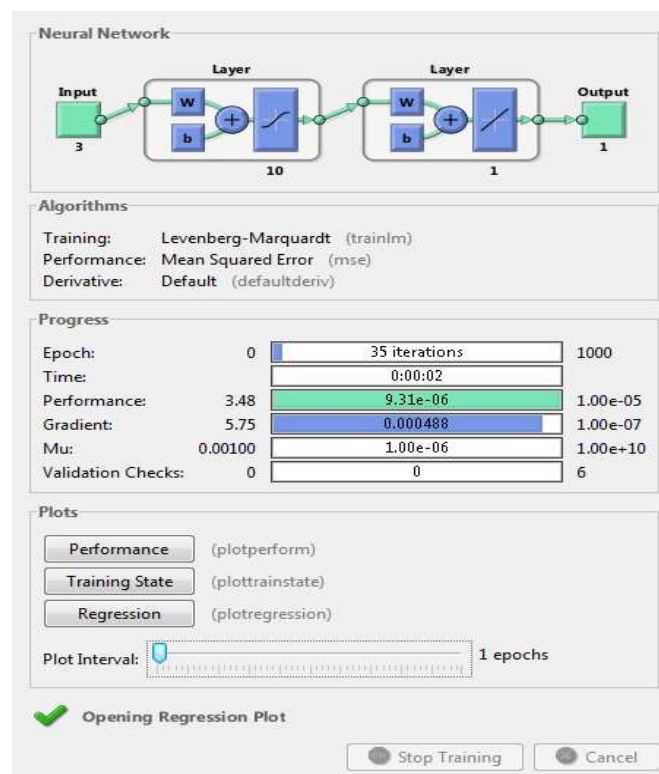 Neural Network
Layer Layer
Input Output
W W
+ +
b b
3 10 1 1
Algorithms
Training: Levenberg-Marquardt (trainlm)
Performance: Mean Squared Error (mse)
Derivative: Default (defaultderiv)
Progress
Epoch: 0 35 iterations 1000
Time: 0:00:02
Performance: 3.48 9.31e-06 1.00e-05
Gradient: 5.75 0.000488 1.00e-07
Mu: 0.00100 1.00e-06 1.00e+10
Validation Checks: 0 0 6
Plots
Performance (plotperform)
Training State (plottrainstate)
Regression (plotregression)
Plot Interval: 1 epochs
Opening Regression Plot
Stop Training Cancel